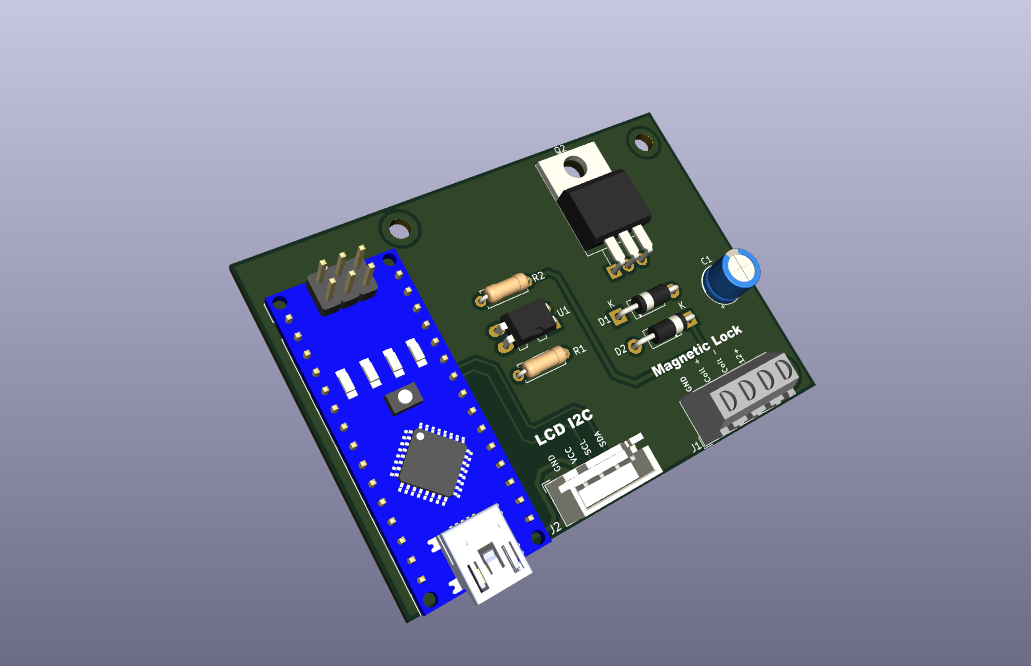 Q2
R2
U1
R1
C1
+
K
D1
K
D2
Magnetic Lock
GND
Coil +
Coil -
J1
LCD I2C
GND
VCC
SCL
SDA
J2